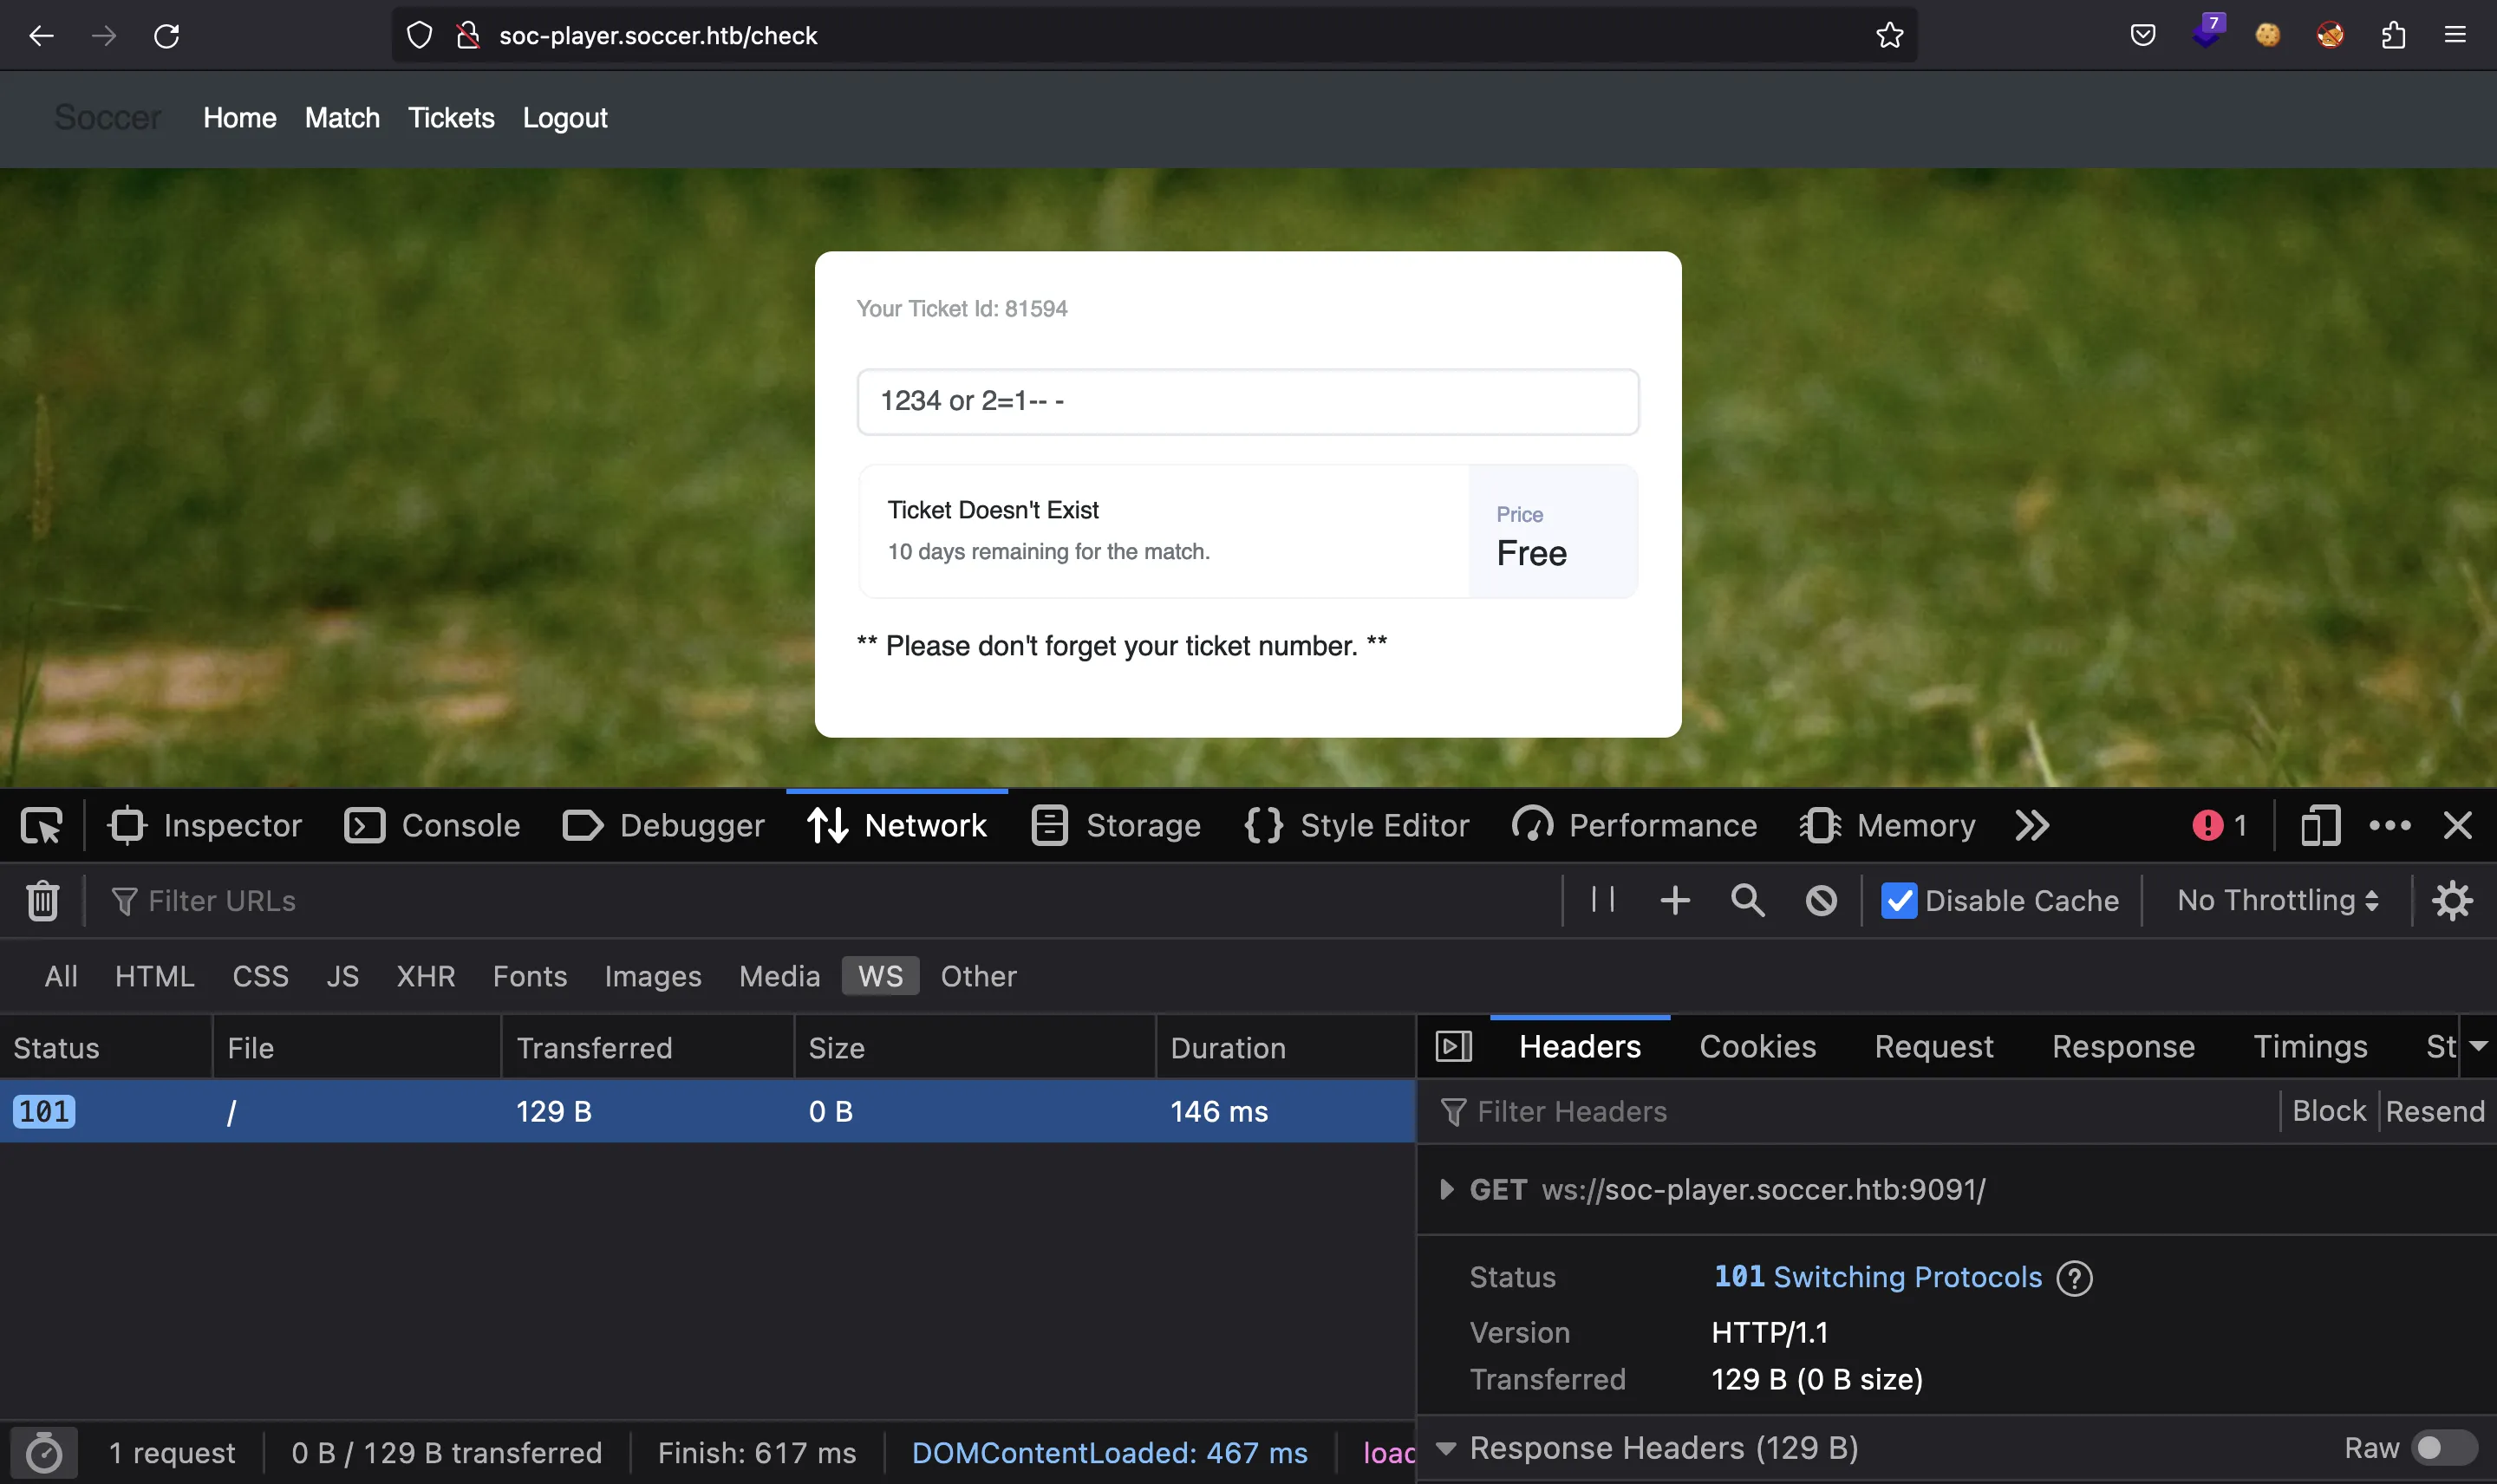 7
soc-player.soccer.htb/check
Soccer Home Match Tickets Logout
Your Ticket Id: 81594
1234 or 2=1-- -
Ticket Doesn't Exist
10 days remaining for the match.
Price
Free
** Please don't forget your ticket number. **
Inspector Console Debugger Network Storage Style Editor Performance Memory 1
Filter URLs Disable Cache No Throttling
All HTML CSS JS XHR Fonts Images Media WS Other
Status File Transferred Size Duration
101 / 129 B 0 B 146 ms
Headers Cookies Request Response Timings St
Filter Headers Block Resend
GET ws://soc-player.soccer.htb:9091/
Status 101 Switching Protocols ?
Version HTTP/1.1
Transferred 129 B (0 B size)
Response Headers (129 B) Raw
1 request 0 B / 129 B transferred Finish: 617 ms DOMContentLoaded: 467 ms load